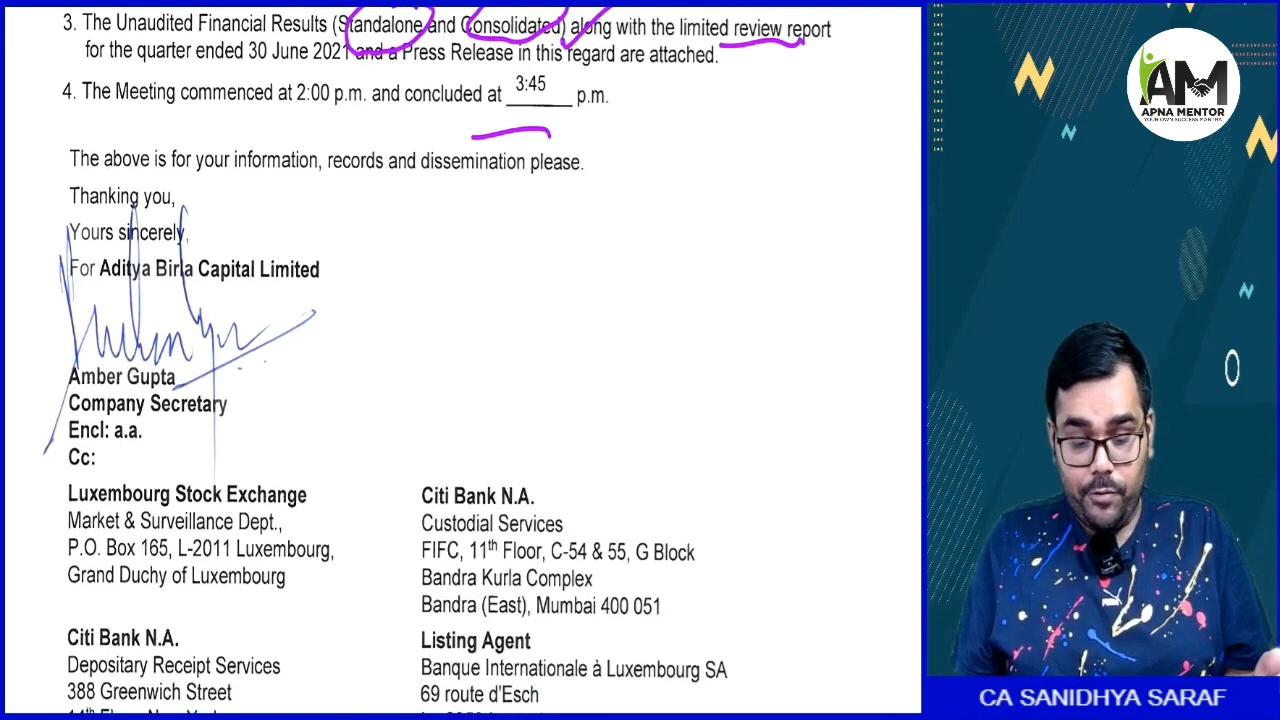 3. The Unaudited Financial Results (Standalone and Consolidated) along with the limited review report
for the quarter ended 30 June 2021 and a Press Release in this regard are attached.
4. The Meeting commenced at 2:00 p.m. and concluded at 3:45 p.m.
The above is for your information, records and dissemination please.
Thanking you,
Yours sincerely,
For Aditya Birla Capital Limited
Amber Gupta
Company Secretary
Encl: a.a.
Cc:
Luxembourg Stock Exchange
Market & Surveillance Dept.,
P.O. Box 165, L-2011 Luxembourg,
Grand Duchy of Luxembourg
Citi Bank N.A.
Custodial Services
FIFC, 11th Floor, C-54 & 55, G Block
Bandra Kurla Complex
Bandra (East), Mumbai 400 051
Citi Bank N.A.
Depositary Receipt Services
388 Greenwich Street
Listing Agent
Banque Internationale à Luxembourg SA
69 route d'Esch
AM
APNA MENTOR
YOUR OWN SUCCESS MANTRA
PUMA
CA SANIDHYA SARAF